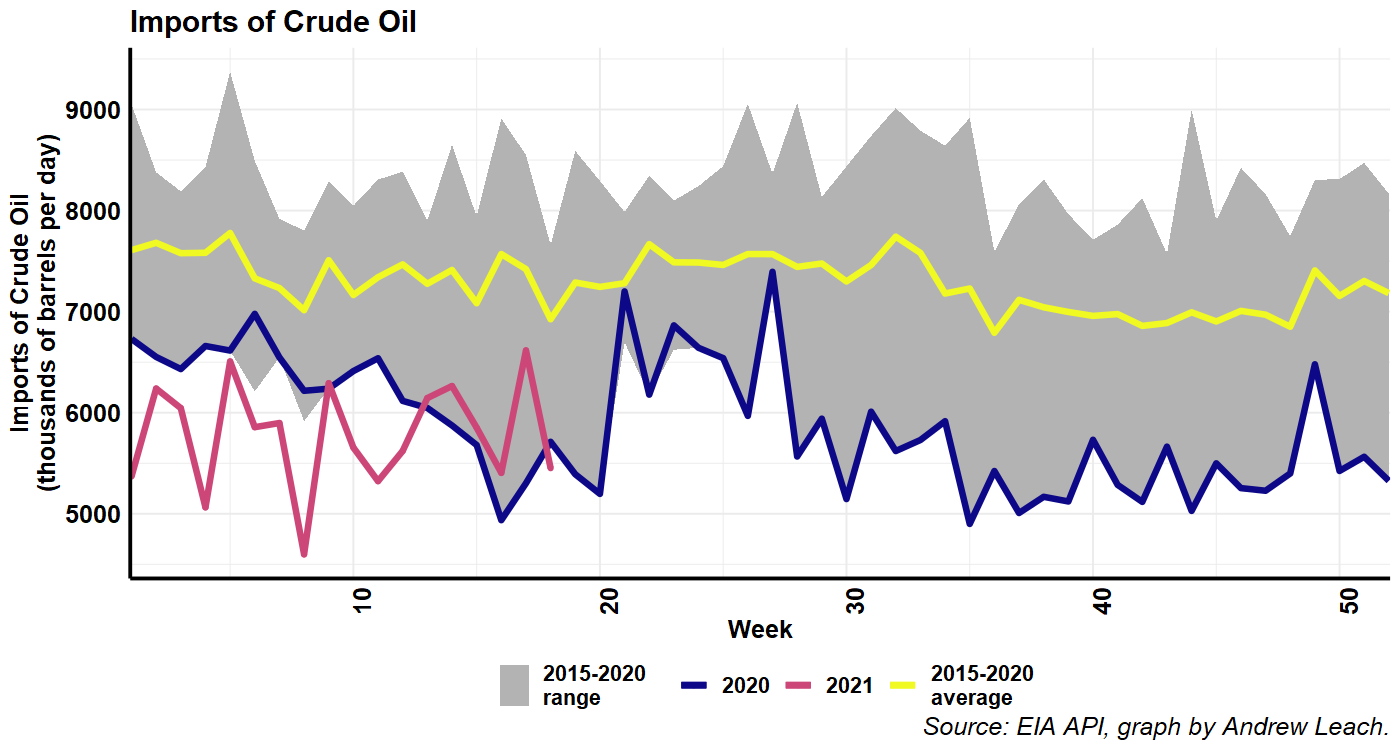 Imports of Crude Oil
Imports of Crude Oil
(thousands of barrels per day)
9000
8000
7000
6000
5000
10
20
30
40
50
Week
2015-2020
range
2020
2021
2015-2020
average
Source: EIA API, graph by Andrew Leach.